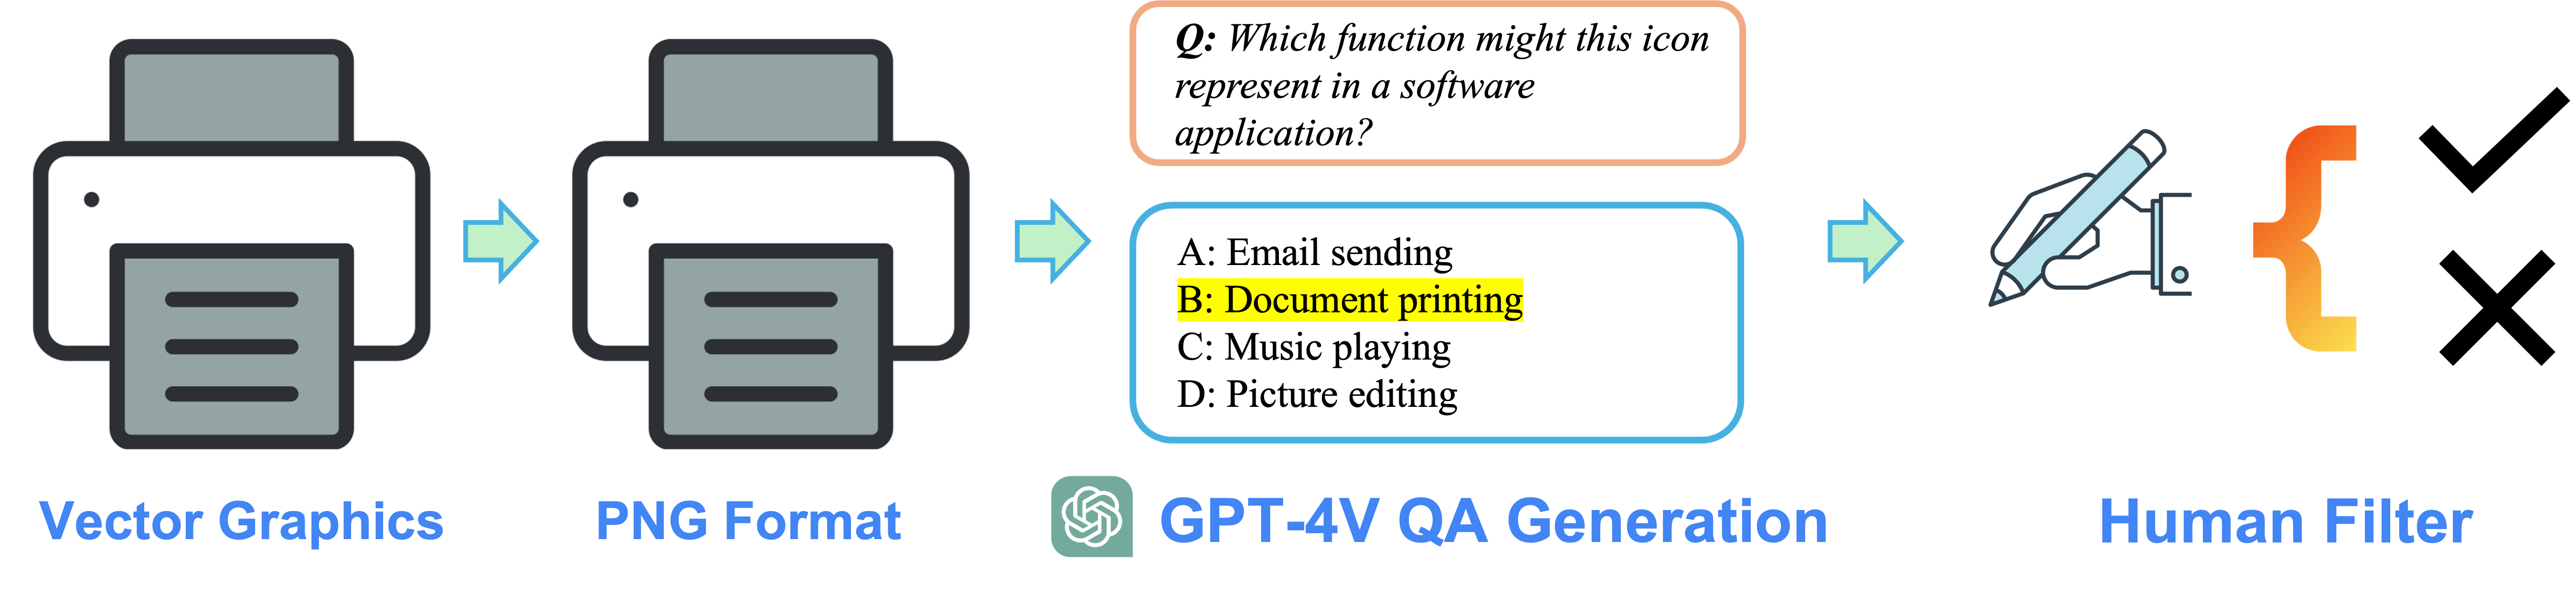 Q: Which function might this icon
represent in a software
application?
A: Email sending
B: Document printing
C: Music playing
D: Picture editing
Vector Graphics
PNG Format
GPT-4V QA Generation
Human Filter